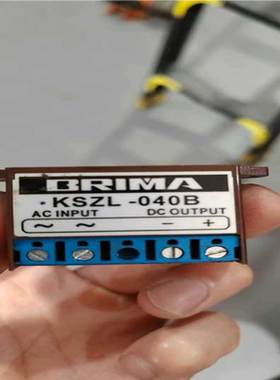 BRIMA
·KSZL-040B
AC INPUT DC OUTPUT
~ ~ − +